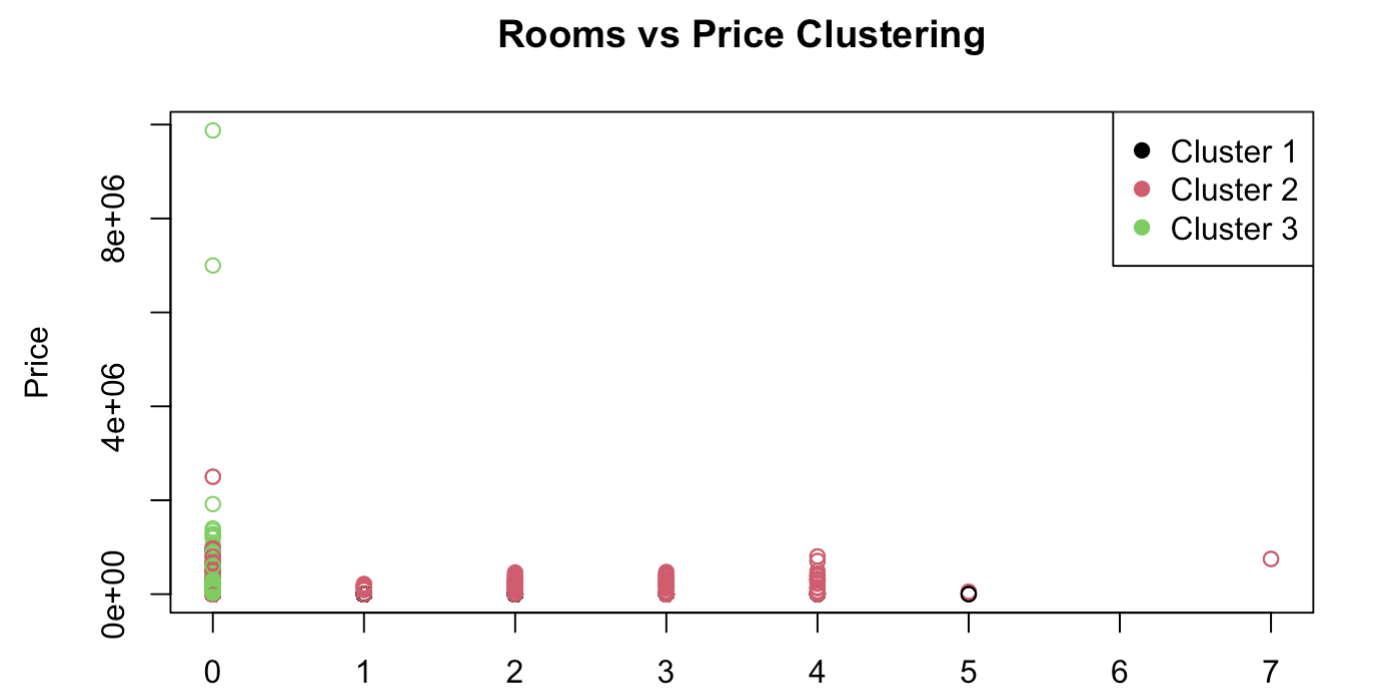 Rooms vs Price Clustering
Cluster 1
Cluster 2
Cluster 3
Price
8e+06
4e+06
0e+00
0 1 2 3 4 5 6 7